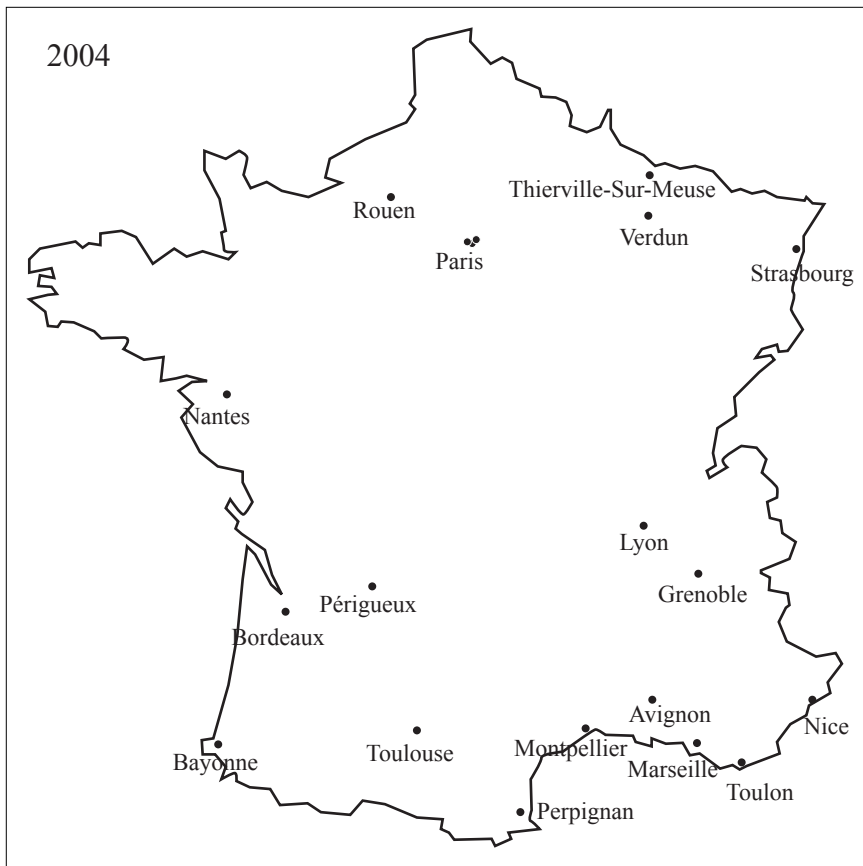 2004
Thierville-Sur-Meuse
Rouen
Verdun
Paris
Strasbourg
Nantes
Lyon
Grenoble
Périgueux
Bordeaux
Avignon
Nice
Toulouse
Montpellier
Marseille
Bayonne
Toulon
Perpignan